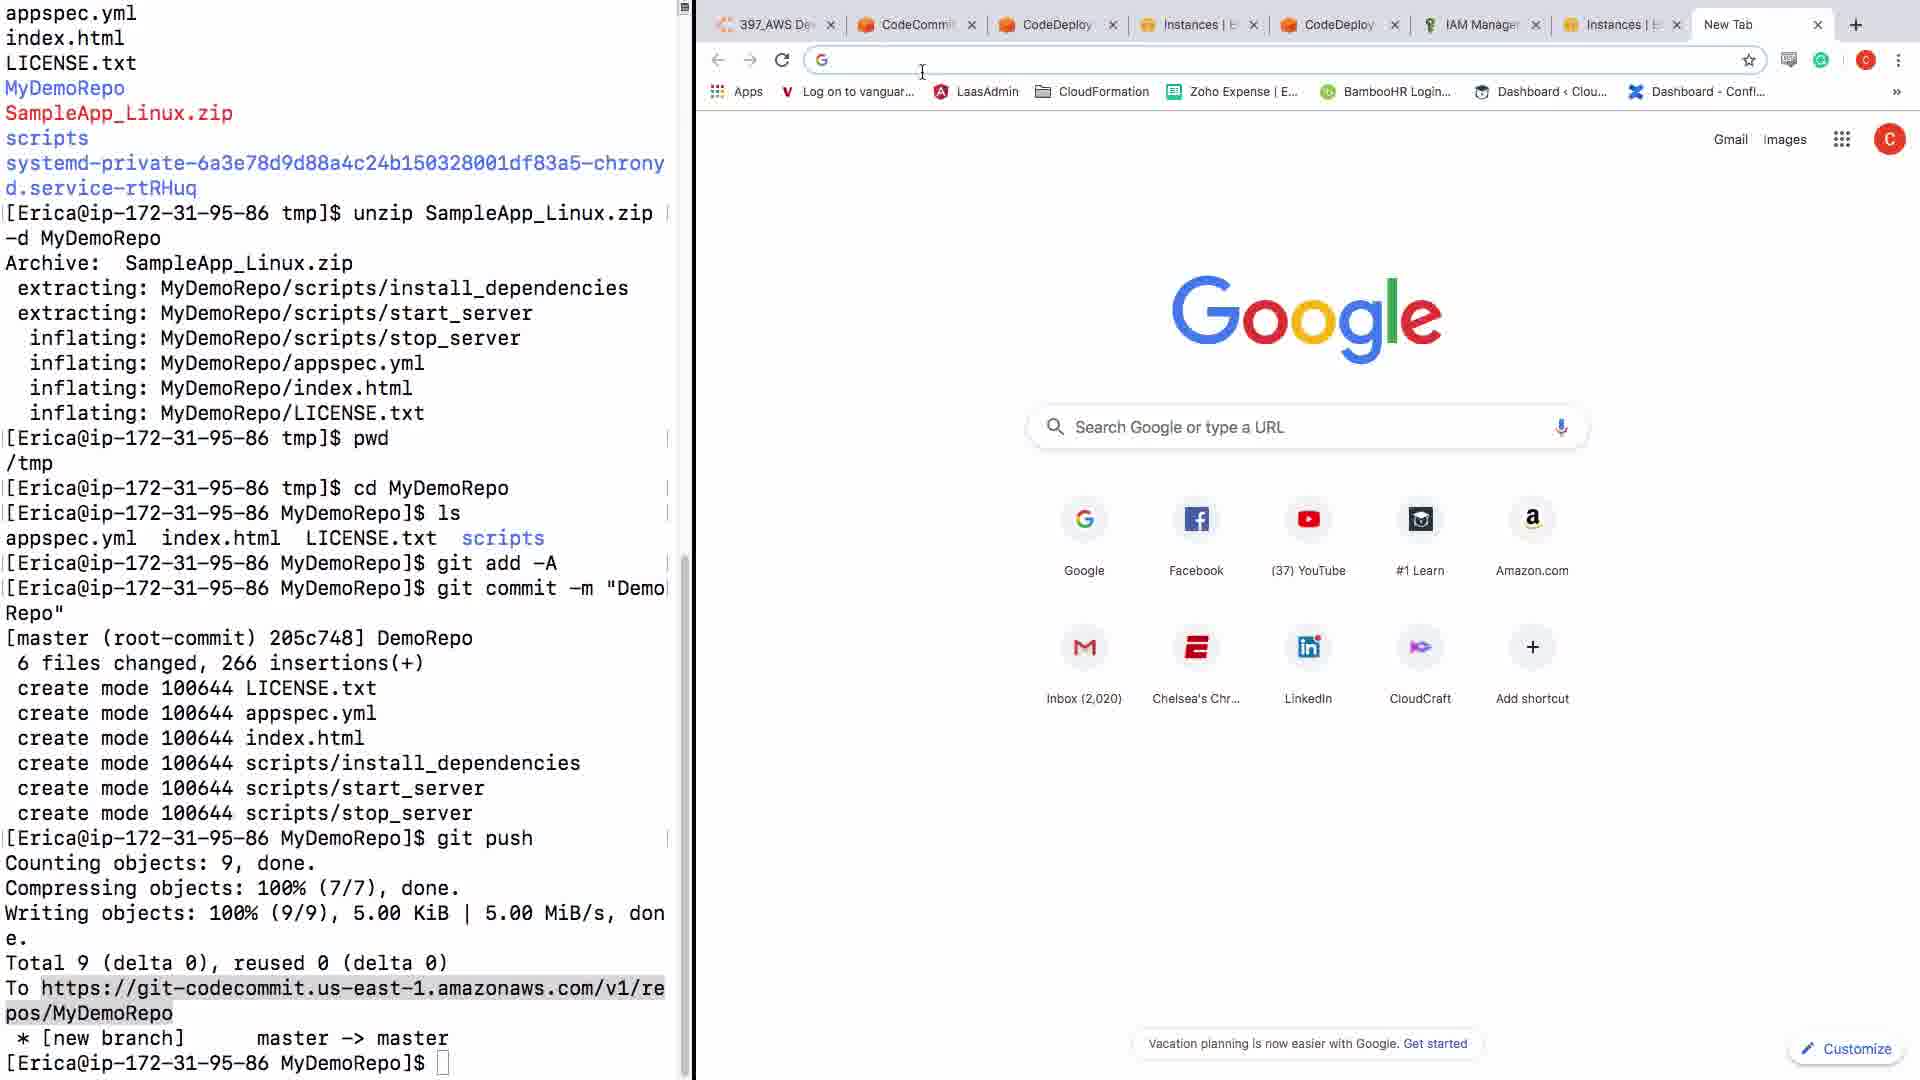 appspec.yml
index.html
LICENSE.txt
MyDemoRepo
SampleApp_Linux.zip
scripts
systemd-private-6a3e78d9d88a4c24b150328001df83a5-chrony
d.service-rtRHuq
[Erica@ip-172-31-95-86 tmp]$ unzip SampleApp_Linux.zip
-d MyDemoRepo
Archive:  SampleApp_Linux.zip
 extracting: MyDemoRepo/scripts/install_dependencies
 extracting: MyDemoRepo/scripts/start_server
  inflating: MyDemoRepo/scripts/stop_server
  inflating: MyDemoRepo/appspec.yml
  inflating: MyDemoRepo/index.html
  inflating: MyDemoRepo/LICENSE.txt
[Erica@ip-172-31-95-86 tmp]$ pwd
/tmp
[Erica@ip-172-31-95-86 tmp]$ cd MyDemoRepo
[Erica@ip-172-31-95-86 MyDemoRepo]$ ls
appspec.yml  index.html  LICENSE.txt  scripts
[Erica@ip-172-31-95-86 MyDemoRepo]$ git add -A
[Erica@ip-172-31-95-86 MyDemoRepo]$ git commit -m "Demo
Repo"
[master (root-commit) 205c748] DemoRepo
 6 files changed, 266 insertions(+)
 create mode 100644 LICENSE.txt
 create mode 100644 appspec.yml
 create mode 100644 index.html
 create mode 100644 scripts/install_dependencies
 create mode 100644 scripts/start_server
 create mode 100644 scripts/stop_server
[Erica@ip-172-31-95-86 MyDemoRepo]$ git push
Counting objects: 9, done.
Compressing objects: 100% (7/7), done.
Writing objects: 100% (9/9), 5.00 KiB | 5.00 MiB/s, don
e.
Total 9 (delta 0), reused 0 (delta 0)
To https://git-codecommit.us-east-1.amazonaws.com/v1/re
pos/MyDemoRepo
 * [new branch]      master -> master
[Erica@ip-172-31-95-86 MyDemoRepo]$
397_AWS De
CodeCommit
CodeDeploy
Instances | E
CodeDeploy
IAM Manage
Instances | E
New Tab
Apps
Log on to vanguar...
LaasAdmin
CloudFormation
Zoho Expense | E...
BambooHR Login...
Dashboard ‹ Clou...
Dashboard - Confl...
»
Gmail
Images
C
Google
Search Google or type a URL
Google
Facebook
(37) YouTube
#1 Learn
Amazon.com
Inbox (2,020)
Chelsea's Chr...
LinkedIn
CloudCraft
Add shortcut
Vacation planning is now easier with Google. Get started
Customize